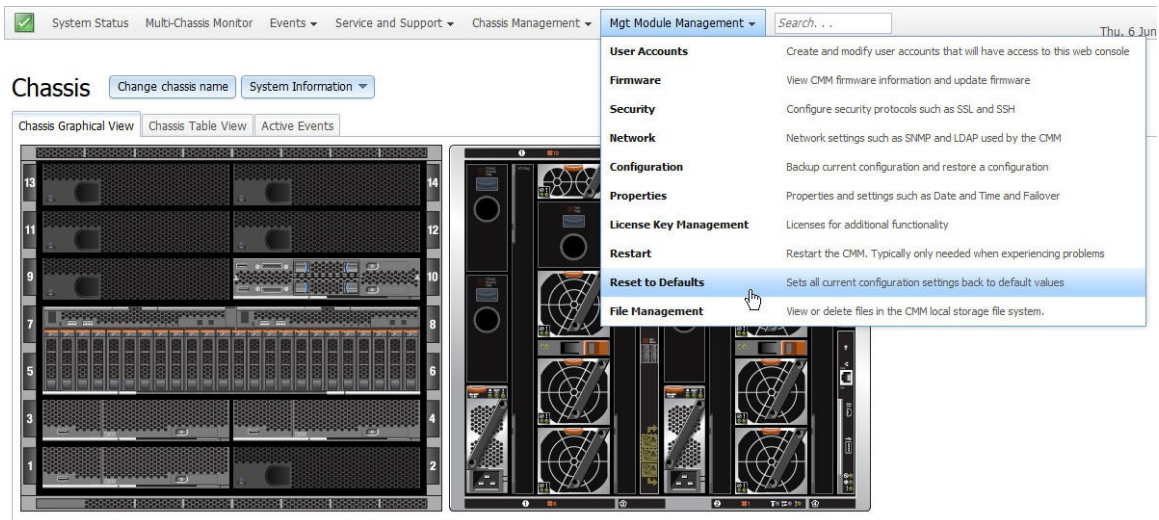 System Status Multi-Chassis Monitor Events Service and Support Chassis Management Mgt Module Management Search. . .
Thu, 6 Jun
User Accounts Create and modify user accounts that will have access to this web console
Firmware View CMM firmware information and update firmware
Security Configure security protocols such as SSL and SSH
Network Network settings such as SNMP and LDAP used by the CMM
Configuration Backup current configuration and restore a configuration
Properties Properties and settings such as Date and Time and Failover
License Key Management Licenses for additional functionality
Restart Restart the CMM. Typically only needed when experiencing problems
Reset to Defaults Sets all current configuration settings back to default values
File Management View or delete files in the CMM local storage file system.
Chassis Change chassis name System Information
Chassis Graphical View Chassis Table View Active Events
13 14
11 12
9 10
7 8
5 6
3 4
1 2